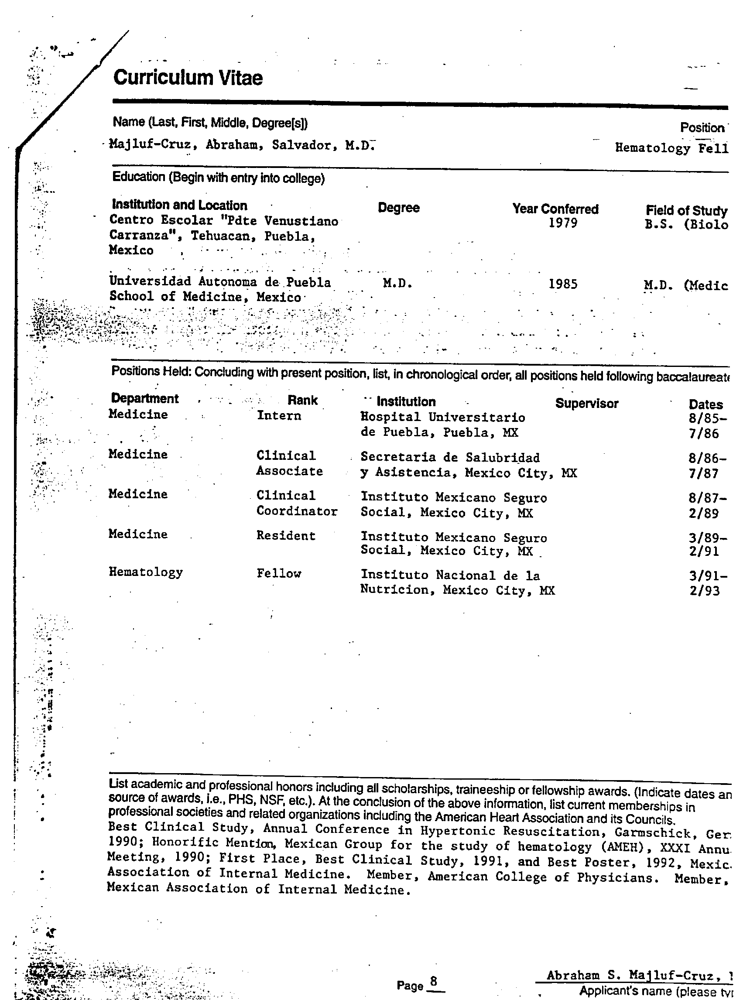 Curriculum Vitae
Name (Last, First, Middle, Degree[s]) Position
Majluf-Cruz, Abraham, Salvador, M.D. Hematology Fell
Education (Begin with entry into college)
Institution and Location Degree Year Conferred Field of Study
Centro Escolar "Pdte Venustiano 1979 B.S. (Biolo
Carranza", Tehuacan, Puebla,
Mexico
Universidad Autonoma de Puebla M.D. 1985 M.D. (Medic
School of Medicine, Mexico
Positions Held: Concluding with present position, list, in chronological order, all positions held following baccalaureate
Department Rank Institution Supervisor Dates
Medicine Intern Hospital Universitario 8/85-
de Puebla, Puebla, MX 7/86
Medicine Clinical Secretaria de Salubridad 8/86-
Associate y Asistencia, Mexico City, MX 7/87
Medicine Clinical Instituto Mexicano Seguro 8/87-
Coordinator Social, Mexico City, MX 2/89
Medicine Resident Instituto Mexicano Seguro 3/89-
Social, Mexico City, MX 2/91
Hematology Fellow Instituto Nacional de la 3/91-
Nutricion, Mexico City, MX 2/93
List academic and professional honors including all scholarships, traineeship or fellowship awards. (Indicate dates an
source of awards, i.e., PHS, NSF, etc.). At the conclusion of the above information, list current memberships in
professional societies and related organizations including the American Heart Association and its Councils.
Best Clinical Study, Annual Conference in Hypertonic Resuscitation, Garmschick, Ger
1990; Honorific Mention, Mexican Group for the study of hematology (AMEH), XXXI Annu
Meeting, 1990; First Place, Best Clinical Study, 1991, and Best Poster, 1992, Mexic
Association of Internal Medicine. Member, American College of Physicians. Member,
Mexican Association of Internal Medicine.
Page 8 Abraham S. Majluf-Cruz,
Applicant's name (please typ